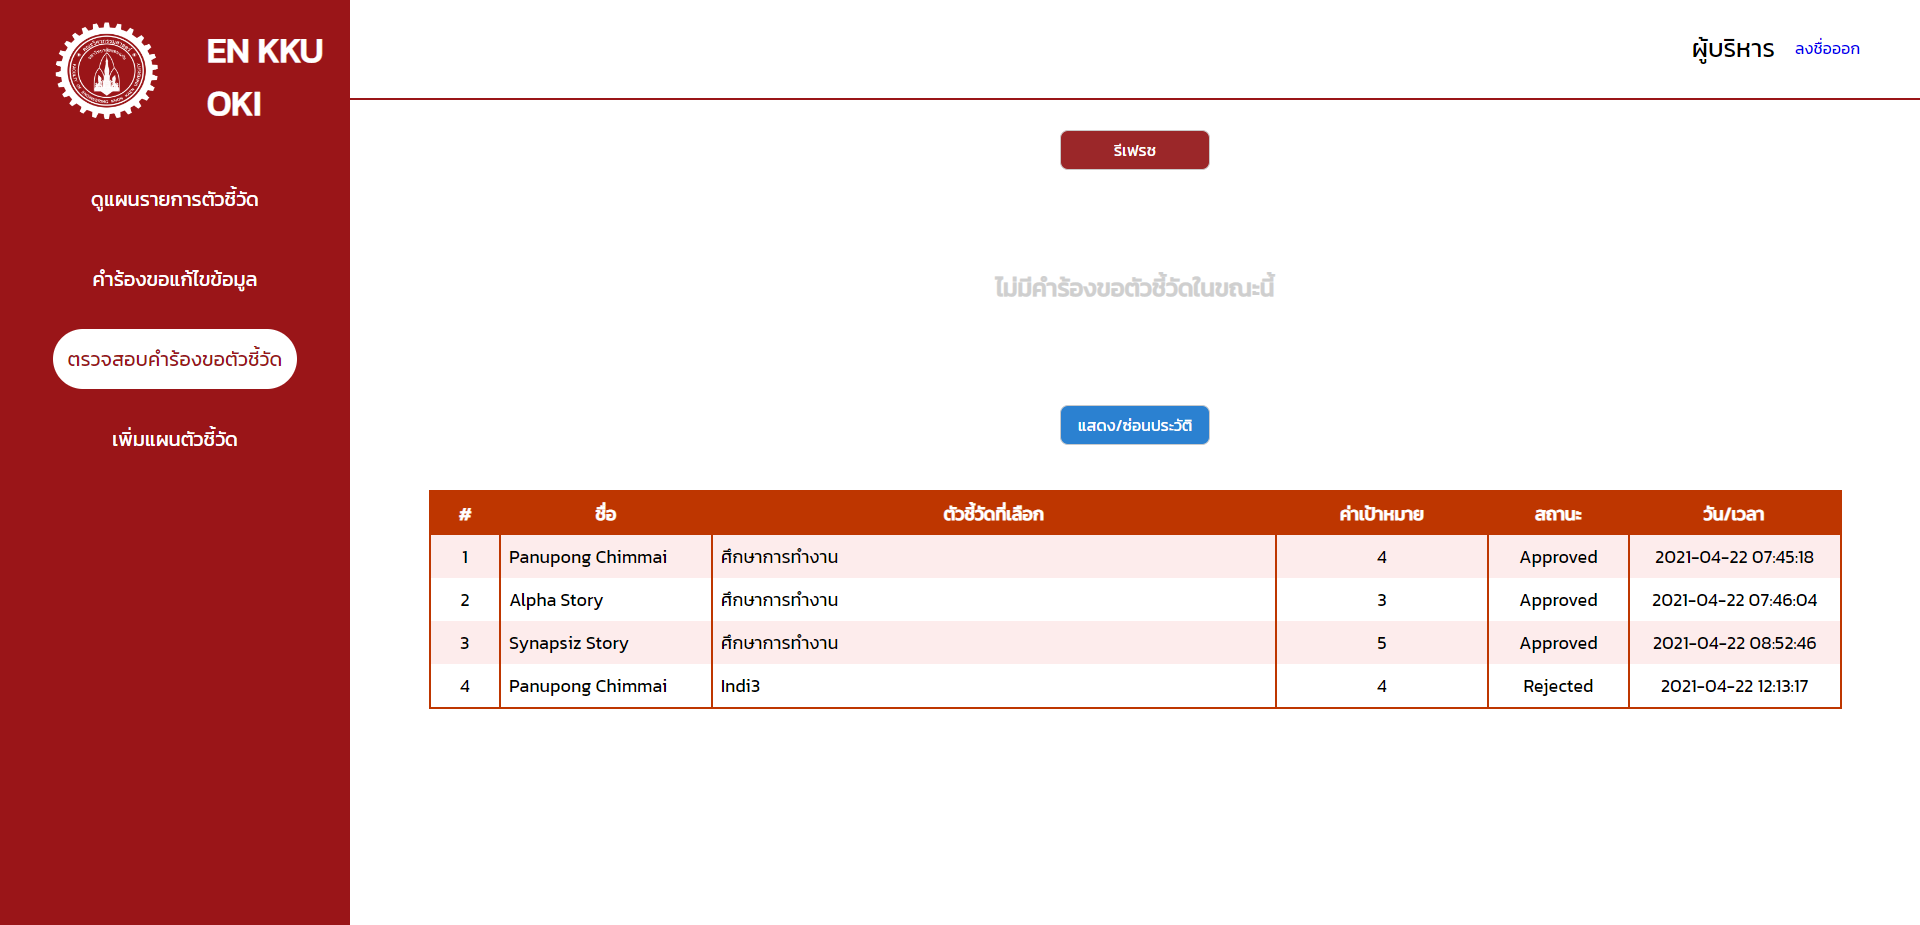 EN KKU
OKI
ดูแผนรายการตัวชี้วัด
คำร้องขอแก้ไขข้อมูล
ตรวจสอบคำร้องขอตัวชี้วัด
เพิ่มแผนตัวชี้วัด
ผู้บริหาร ลงชื่อออก
รีเฟรช
ไม่มีคำร้องขอตัวชี้วัดในขณะนี้
แสดง/ซ่อนประวัติ
# ชื่อ ตัวชี้วัดที่เลือก ค่าเป้าหมาย สถานะ วัน/เวลา
1 Panupong Chimmai ศึกษาการทำงาน 4 Approved 2021-04-22 07:45:18
2 Alpha Story ศึกษาการทำงาน 3 Approved 2021-04-22 07:46:04
3 Synapsiz Story ศึกษาการทำงาน 5 Approved 2021-04-22 08:52:46
4 Panupong Chimmai Indi3 4 Rejected 2021-04-22 12:13:17